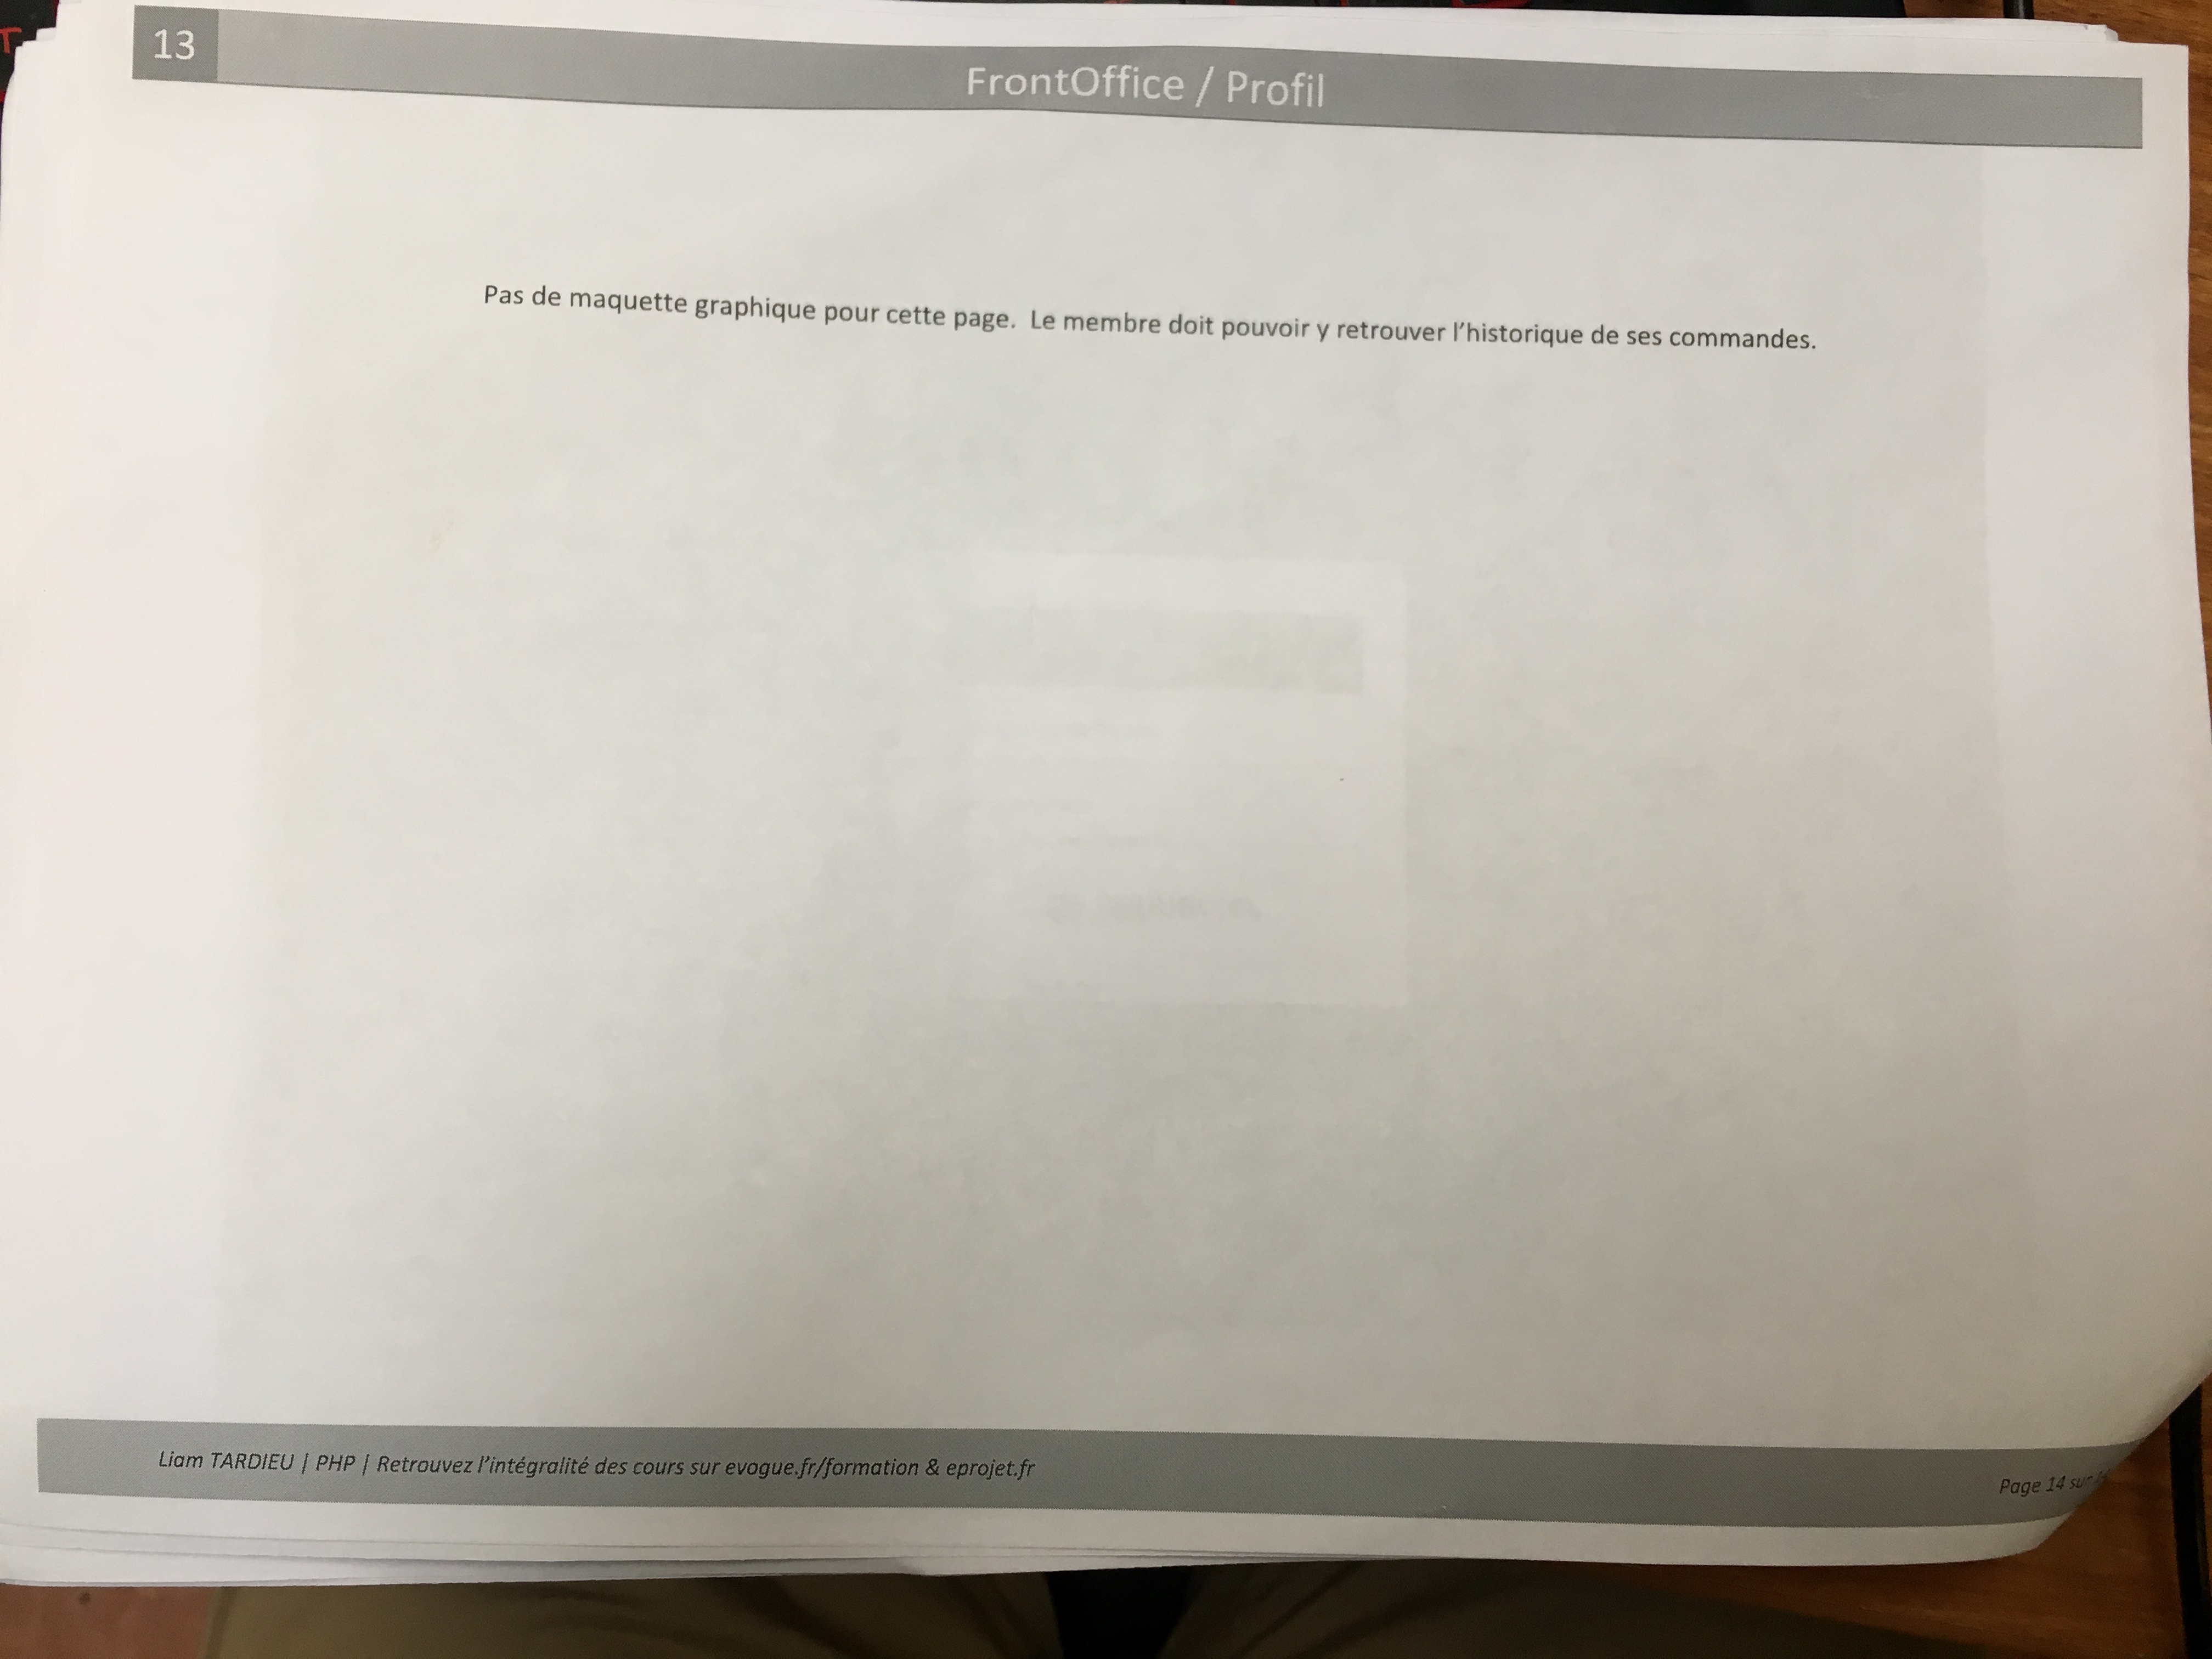 13
FrontOffice / Profil
Pas de maquette graphique pour cette page. Le membre doit pouvoir y retrouver l'historique de ses commandes.
Liam TARDIEU | PHP | Retrouvez l'intégralité des cours sur evogue.fr/formation & eprojet.fr
Page 14 sur